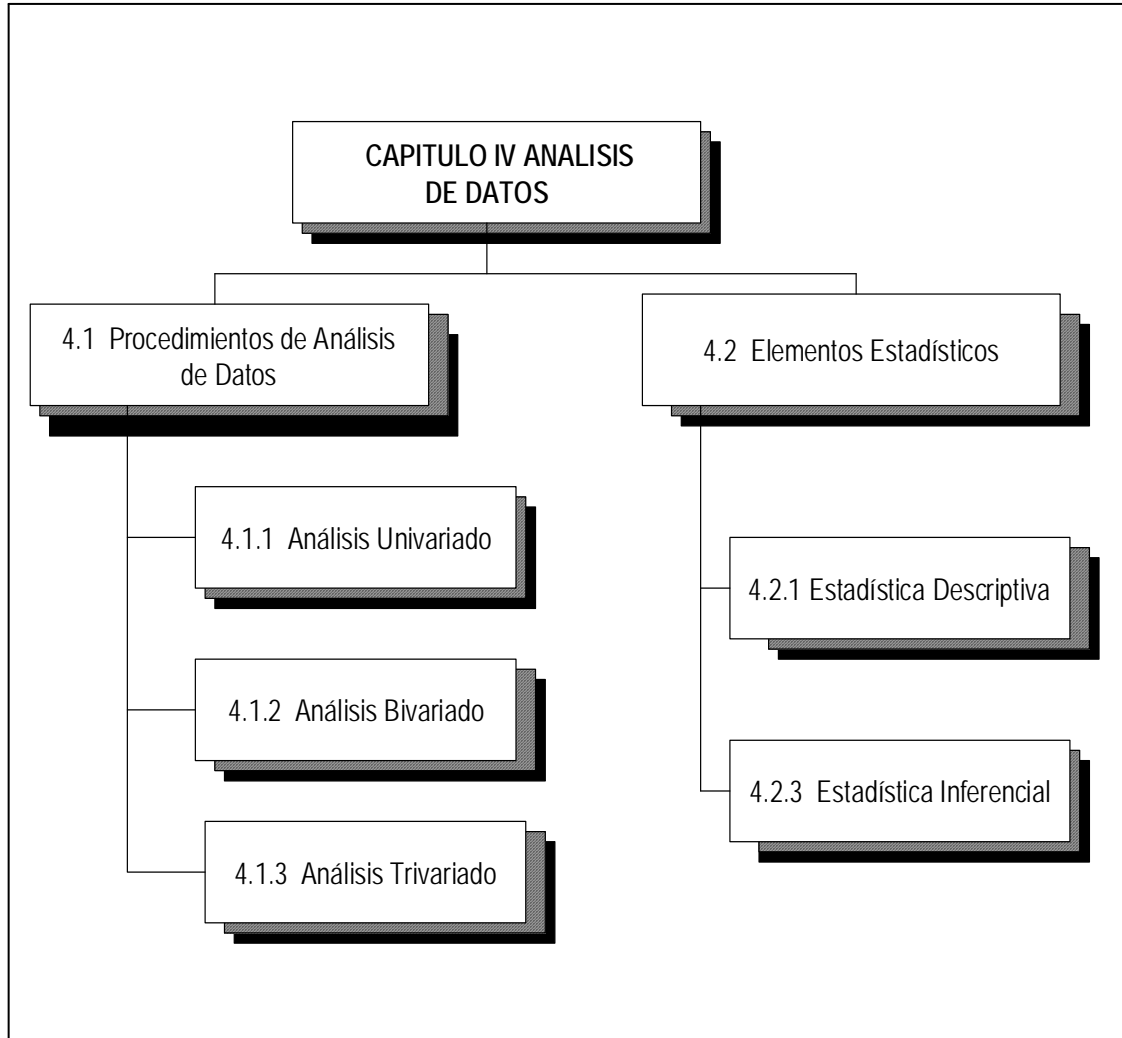 CAPITULO IV ANALISIS
DE DATOS
4.1 Procedimientos de Análisis
de Datos
4.1.1 Análisis Univariado
4.1.2 Análisis Bivariado
4.1.3 Análisis Trivariado
4.2 Elementos Estadísticos
4.2.1 Estadística Descriptiva
4.2.3 Estadística Inferencial